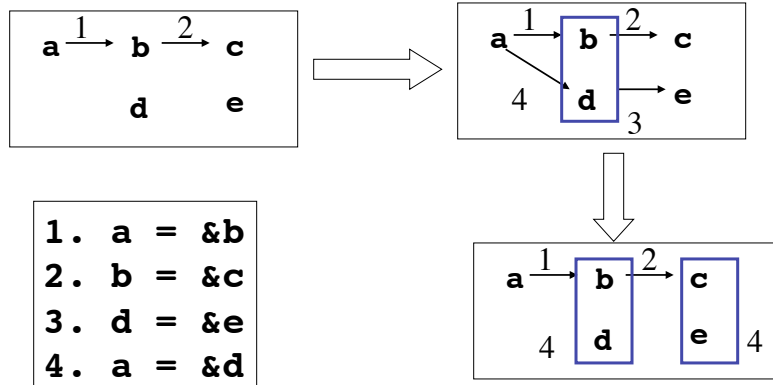 1 2
a b c
d e
1 2
a b c
4 d e
3
1. a = &b
2. b = &c
3. d = &e
4. a = &d
1 2
a b c
4 d e 4